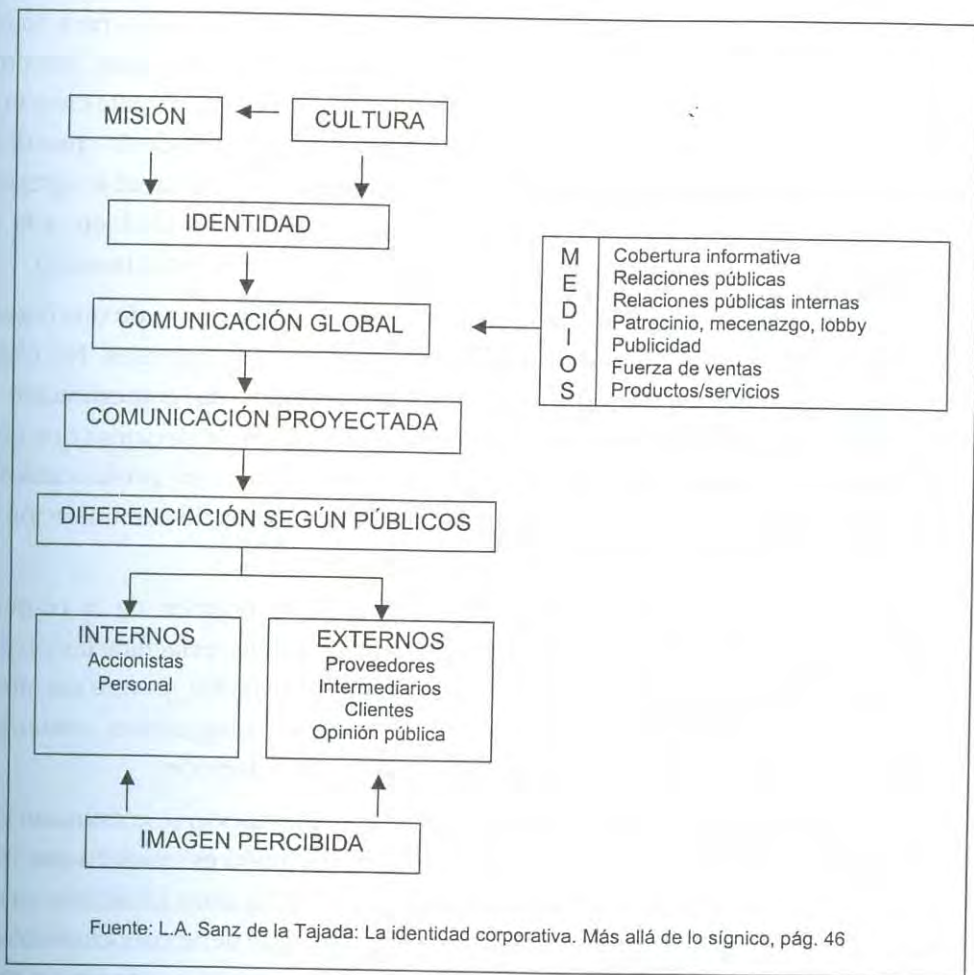 MISIÓN
CULTURA
IDENTIDAD
COMUNICACIÓN GLOBAL
M
E
D
I
O
S
Cobertura informativa
Relaciones públicas
Relaciones públicas internas
Patrocinio, mecenazgo, lobby
Publicidad
Fuerza de ventas
Productos/servicios
COMUNICACIÓN PROYECTADA
DIFERENCIACIÓN SEGÚN PÚBLICOS
INTERNOS
Accionistas
Personal
EXTERNOS
Proveedores
Intermediarios
Clientes
Opinión pública
IMAGEN PERCIBIDA
Fuente: L.A. Sanz de la Tajada: La identidad corporativa. Más allá de lo sígnico, pág. 46